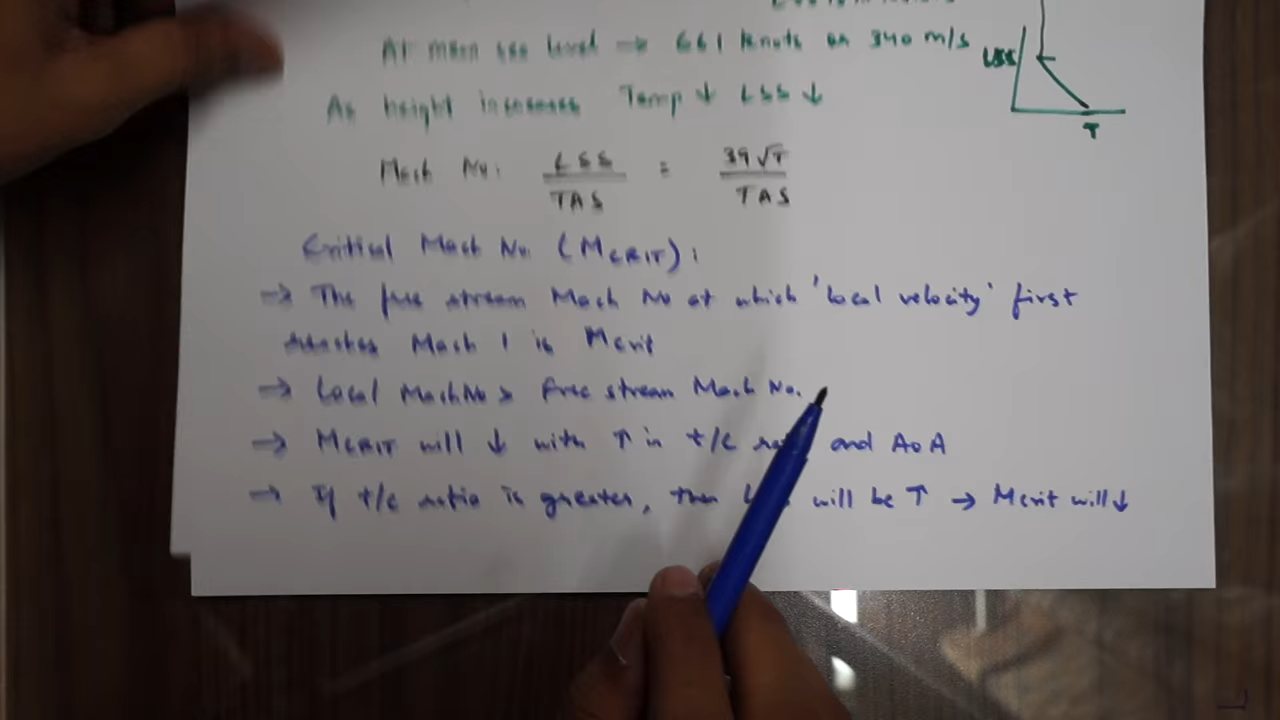 At mean sea level → 661 knots or 340 m/s
LSS
As height increases Temp ↓ LSS ↓
T
Mach No: LSS / TAS = 39√T / TAS
Critical Mach No. (MCRIT):
→ The free stream Mach No at which 'local velocity' first
reaches Mach 1 is Mcrit
→ Local Mach No > Free stream Mach No.
→ MCRIT will ↓ with ↑ in t/c and AoA
→ If t/c ratio is greater, then will be ↑ → Mcrit will ↓